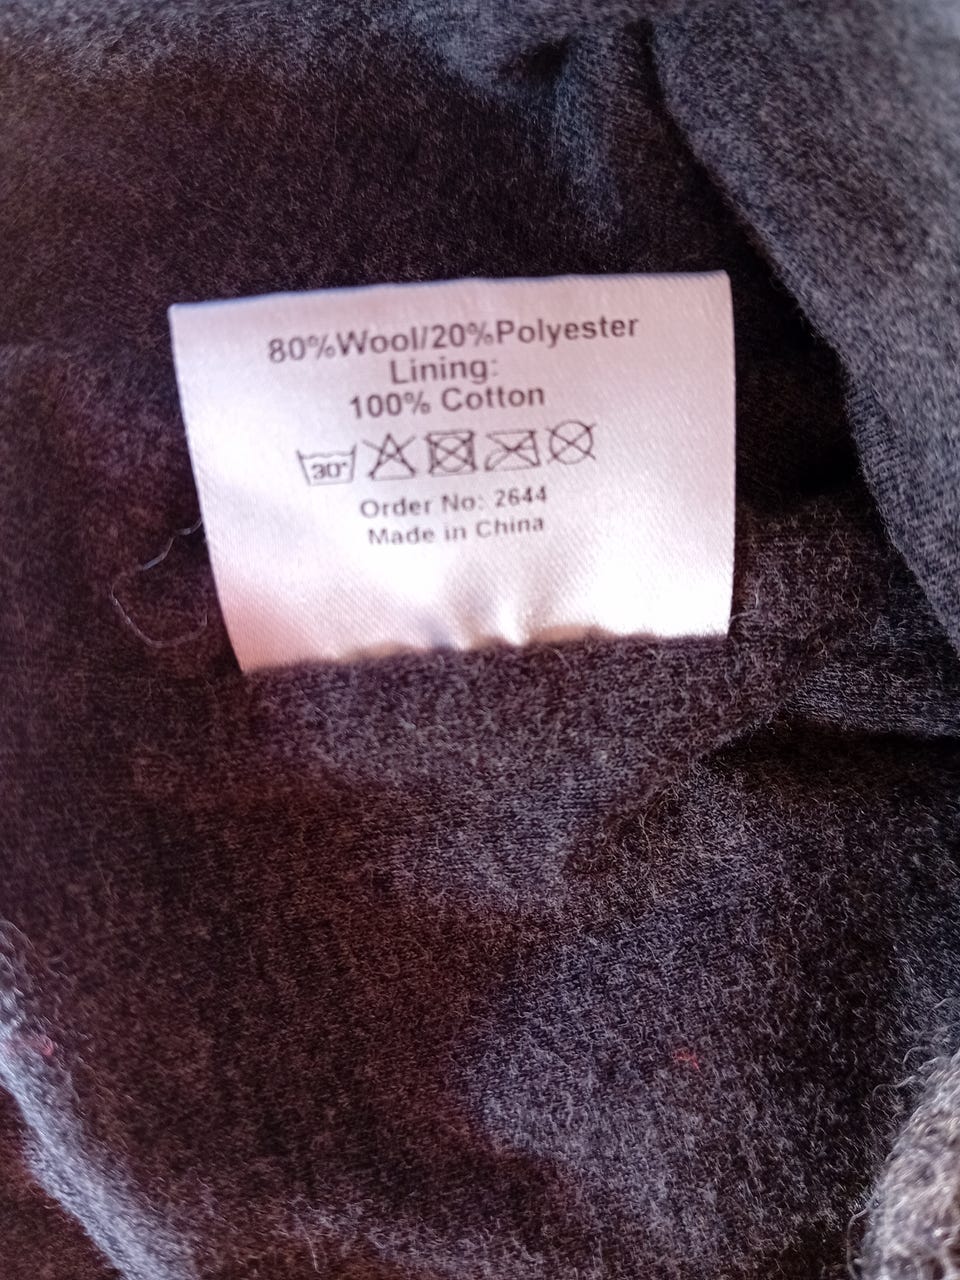 80%Wool/20%Polyester
Lining:
100% Cotton
30°
Order No: 2644
Made in China